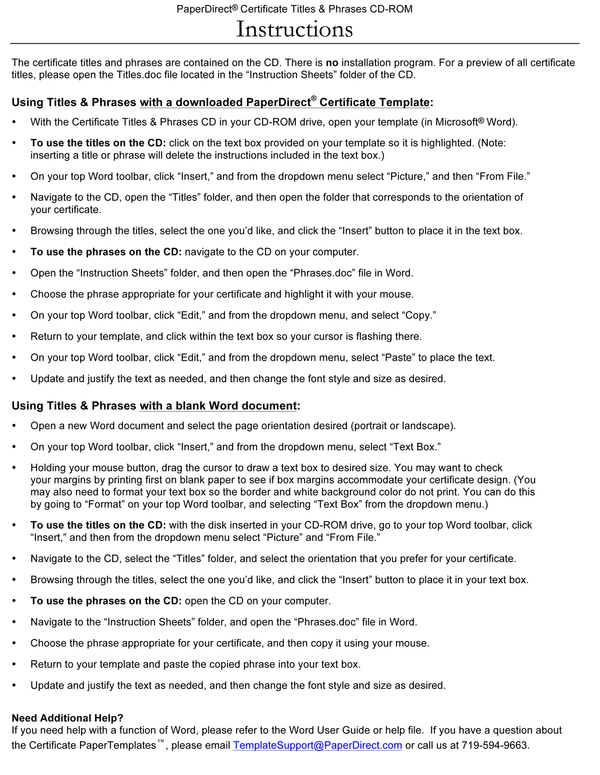 PaperDirect® Certificate Titles & Phrases CD-ROM
Instructions
The certificate titles and phrases are contained on the CD. There is no installation program. For a preview of all certificate
titles, please open the Titles.doc file located in the “Instruction Sheets” folder of the CD.
Using Titles & Phrases with a downloaded PaperDirect® Certificate Template:
• With the Certificate Titles & Phrases CD in your CD-ROM drive, open your template (in Microsoft® Word).
• To use the titles on the CD: click on the text box provided on your template so it is highlighted. (Note:
inserting a title or phrase will delete the instructions included in the text box.)
• On your top Word toolbar, click “Insert,” and from the dropdown menu select “Picture,” and then “From File.”
• Navigate to the CD, open the “Titles” folder, and then open the folder that corresponds to the orientation of
your certificate.
• Browsing through the titles, select the one you’d like, and click the “Insert” button to place it in the text box.
• To use the phrases on the CD: navigate to the CD on your computer.
• Open the “Instruction Sheets” folder, and then open the “Phrases.doc” file in Word.
• Choose the phrase appropriate for your certificate and highlight it with your mouse.
• On your top Word toolbar, click “Edit,” and from the dropdown menu, and select “Copy.”
• Return to your template, and click within the text box so your cursor is flashing there.
• On your top Word toolbar, click “Edit,” and from the dropdown menu, select “Paste” to place the text.
• Update and justify the text as needed, and then change the font style and size as desired.
Using Titles & Phrases with a blank Word document:
• Open a new Word document and select the page orientation desired (portrait or landscape).
• On your top Word toolbar, click “Insert,” and from the dropdown menu, select “Text Box.”
• Holding your mouse button, drag the cursor to draw a text box to desired size. You may want to check
your margins by printing first on blank paper to see if box margins accommodate your certificate design. (You
may also need to format your text box so the border and white background color do not print. You can do this
by going to “Format” on your top Word toolbar, and selecting “Text Box” from the dropdown menu.)
• To use the titles on the CD: with the disk inserted in your CD-ROM drive, go to your top Word toolbar, click
“Insert,” and then from the dropdown menu select “Picture” and “From File.”
• Navigate to the CD, select the “Titles” folder, and select the orientation that you prefer for your certificate.
• Browsing through the titles, select the one you’d like, and click the “Insert” button to place it in your text box.
• To use the phrases on the CD: open the CD on your computer.
• Navigate to the “Instruction Sheets” folder, and open the “Phrases.doc” file in Word.
• Choose the phrase appropriate for your certificate, and then copy it using your mouse.
• Return to your template and paste the copied phrase into your text box.
• Update and justify the text as needed, and then change the font style and size as desired.
Need Additional Help?
If you need help with a function of Word, please refer to the Word User Guide or help file. If you have a question about
the Certificate PaperTemplates™, please email TemplateSupport@PaperDirect.com or call us at 719-594-9663.